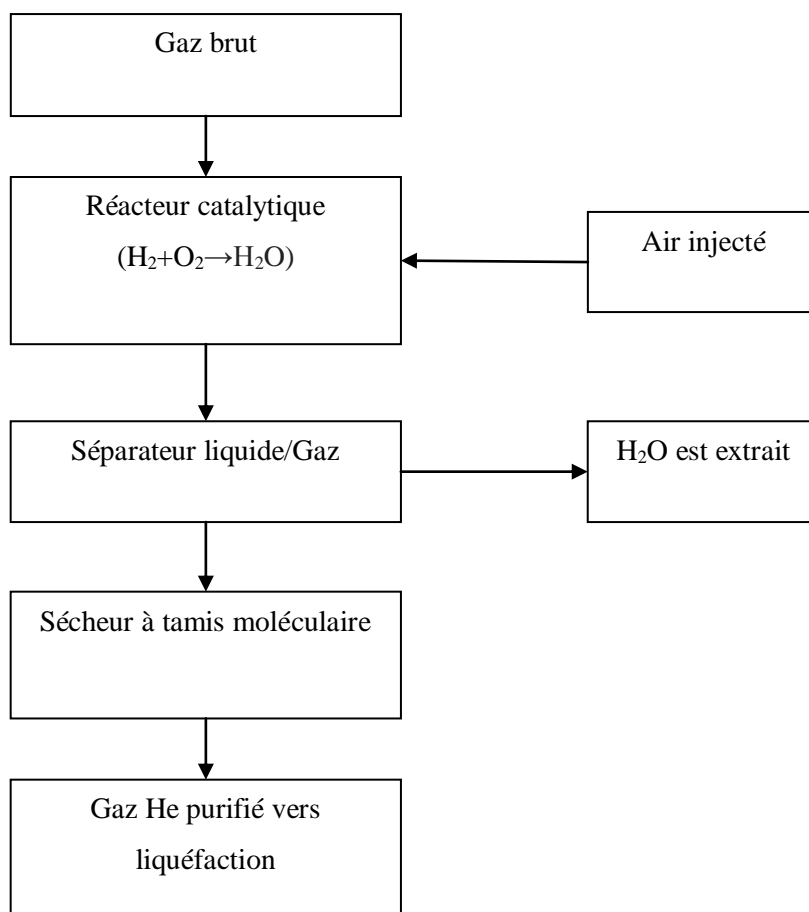 Gaz brut
Réacteur catalytique
(H₂+O₂→H₂O)
Air injecté
Séparateur liquide/Gaz
H₂O est extrait
Sécheur à tamis moléculaire
Gaz He purifié vers
liquéfaction